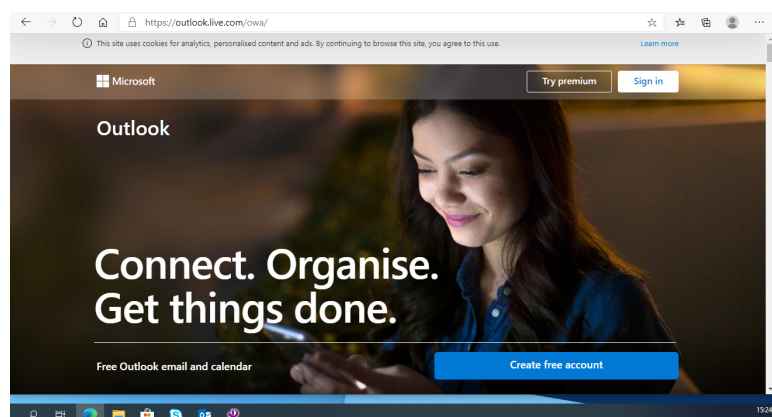 https://outlook.live.com/owa/
This site uses cookies for analytics, personalised content and ads. By continuing to browse this site, you agree to this use.
Learn more
Microsoft
Try premium
Sign in
Outlook
Connect. Organise.
Get things done.
Free Outlook email and calendar
Create free account
15:24